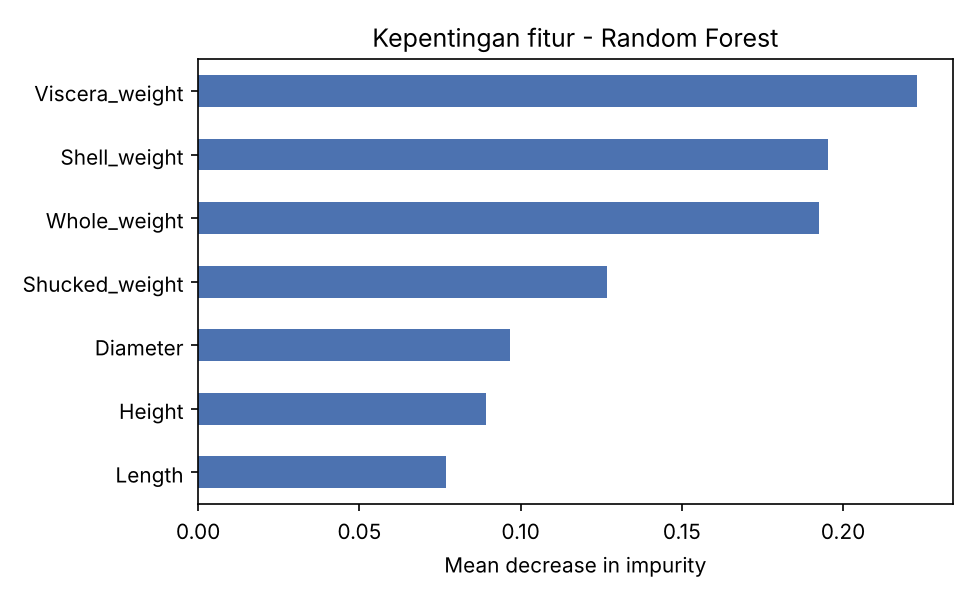 Kepentingan fitur - Random Forest
Viscera_weight
Shell_weight
Whole_weight
Shucked_weight
Diameter
Height
Length
0.00 0.05 0.10 0.15 0.20
Mean decrease in impurity